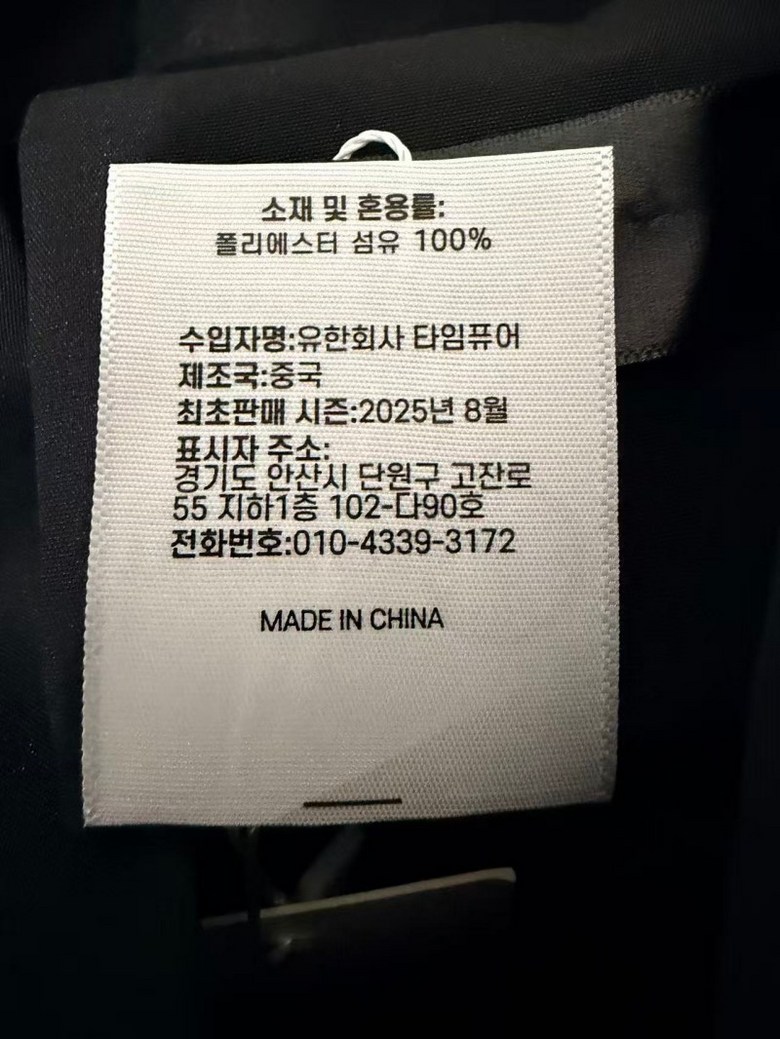 소재 및 혼용률:
폴리에스터 섬유 100%
수입자명:유한회사 타임퓨어
제조국:중국
최초판매 시즌:2025년 8월
표시자 주소:
경기도 안산시 단원구 고잔로
55 지하1층 102-다90호
전화번호:010-4339-3172
MADE IN CHINA